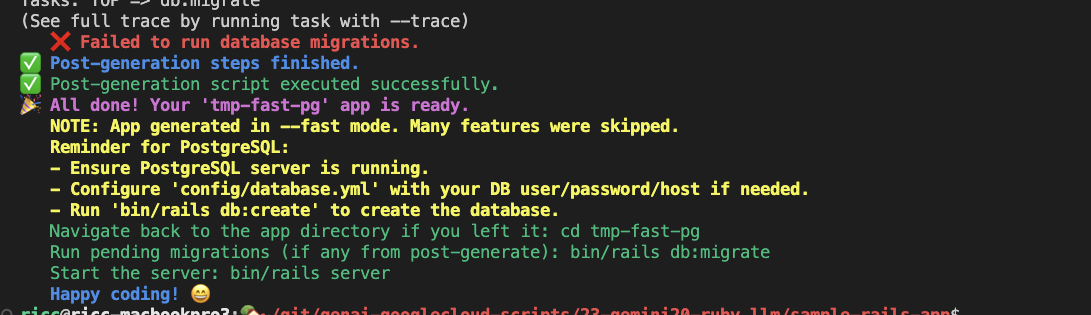 Tasks: TOP => db:migrate
(See full trace by running task with --trace)
❌ Failed to run database migrations.
✅ Post-generation steps finished.
✅ Post-generation script executed successfully.
🎉 All done! Your 'tmp-fast-pg' app is ready.
NOTE: App generated in --fast mode. Many features were skipped.
Reminder for PostgreSQL:
- Ensure PostgreSQL server is running.
- Configure 'config/database.yml' with your DB user/password/host if needed.
- Run 'bin/rails db:create' to create the database.
Navigate back to the app directory if you left it: cd tmp-fast-pg
Run pending migrations (if any from post-generate): bin/rails db:migrate
Start the server: bin/rails server
Happy coding! 😄
ricc@ricc-macbookpro3:~/git/genai-googlecloud-scripts/23-gemini20-ruby-llm/sample-rails-app$